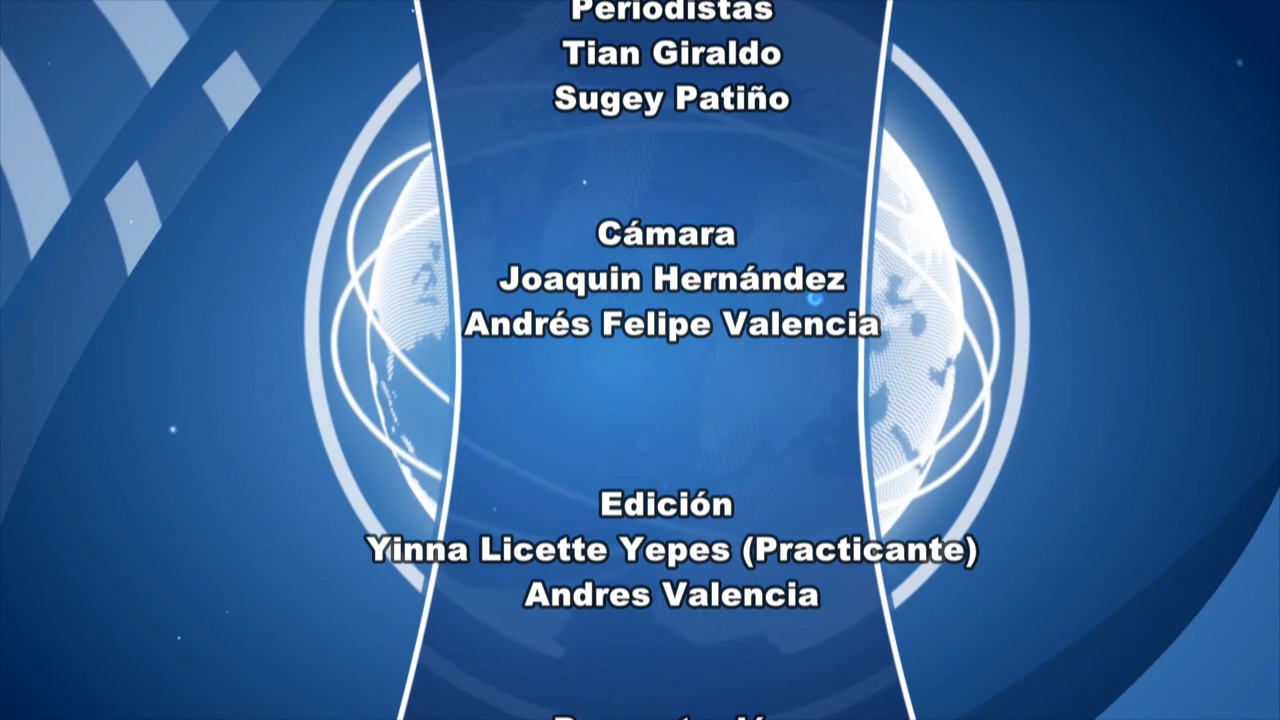 Periodistas
Tian Giraldo
Sugey Patiño
Cámara
Joaquin Hernández
Andrés Felipe Valencia
Edición
Yinna Licette Yepes (Practicante)
Andres Valencia